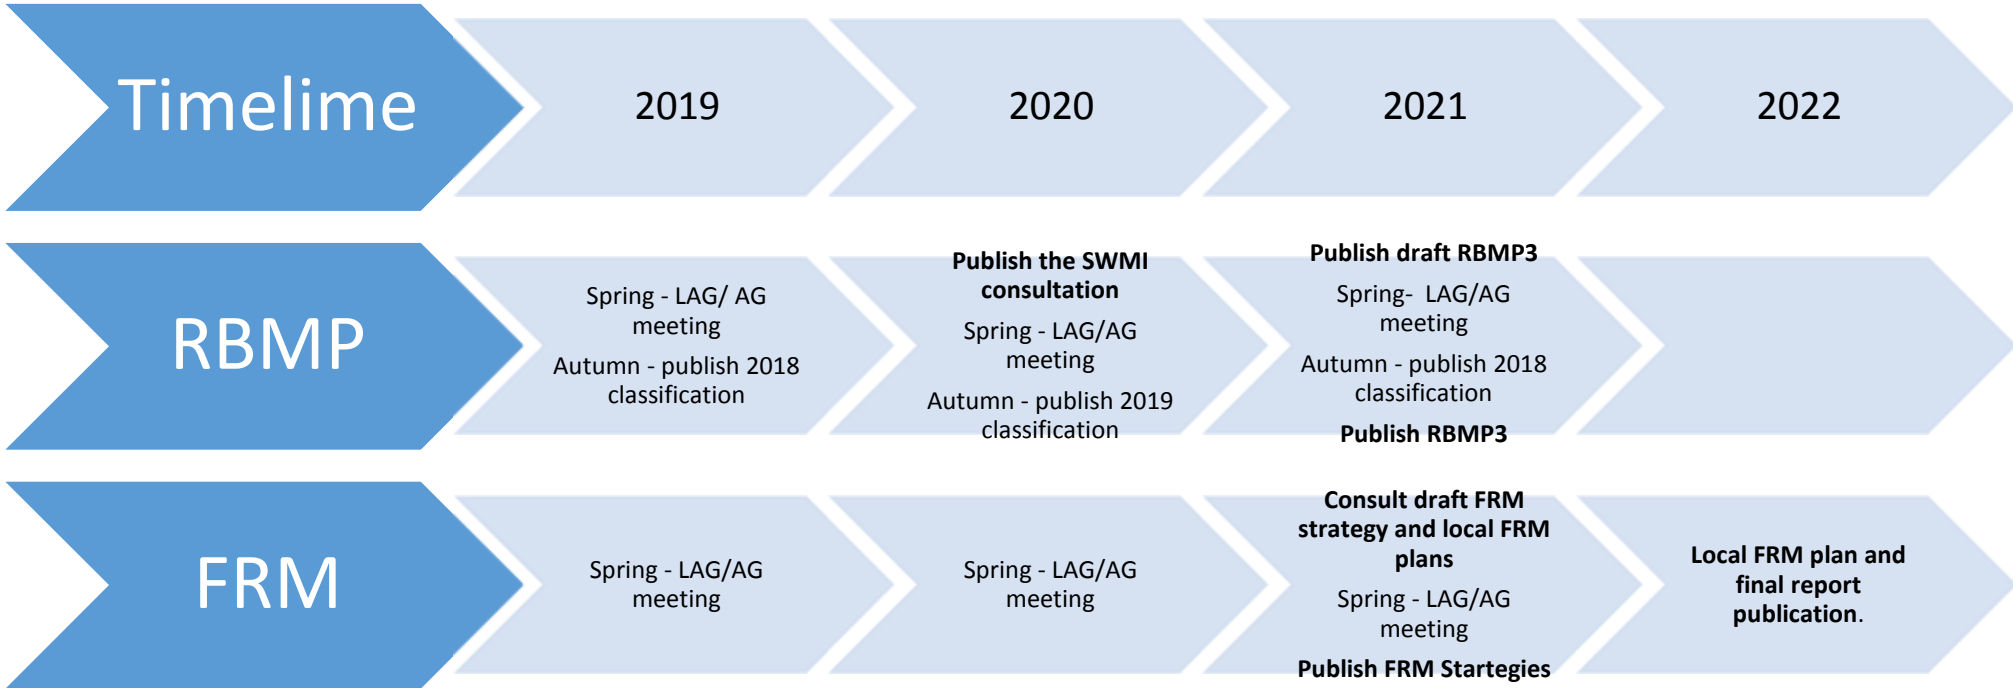 Timelime
2019
2020
2021
2022
RBMP
Spring - LAG/ AG
meeting
Autumn - publish 2018
classification
Publish the SWMI
consultation
Spring - LAG/AG
meeting
Autumn - publish 2019
classification
Publish draft RBMP3
Spring-  LAG/AG
meeting
Autumn - publish 2018
classification
Publish RBMP3
FRM
Spring - LAG/AG
meeting
Spring - LAG/AG
meeting
Consult draft FRM
strategy and local FRM
plans
Spring - LAG/AG
meeting
Publish FRM Startegies
Local FRM plan and
final report
publication.